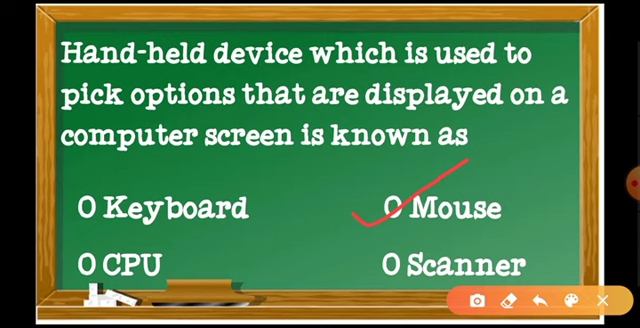 Hand-held device which is used to
pick options that are displayed on a
computer screen is known as
O Keyboard
O Mouse
O CPU
O Scanner